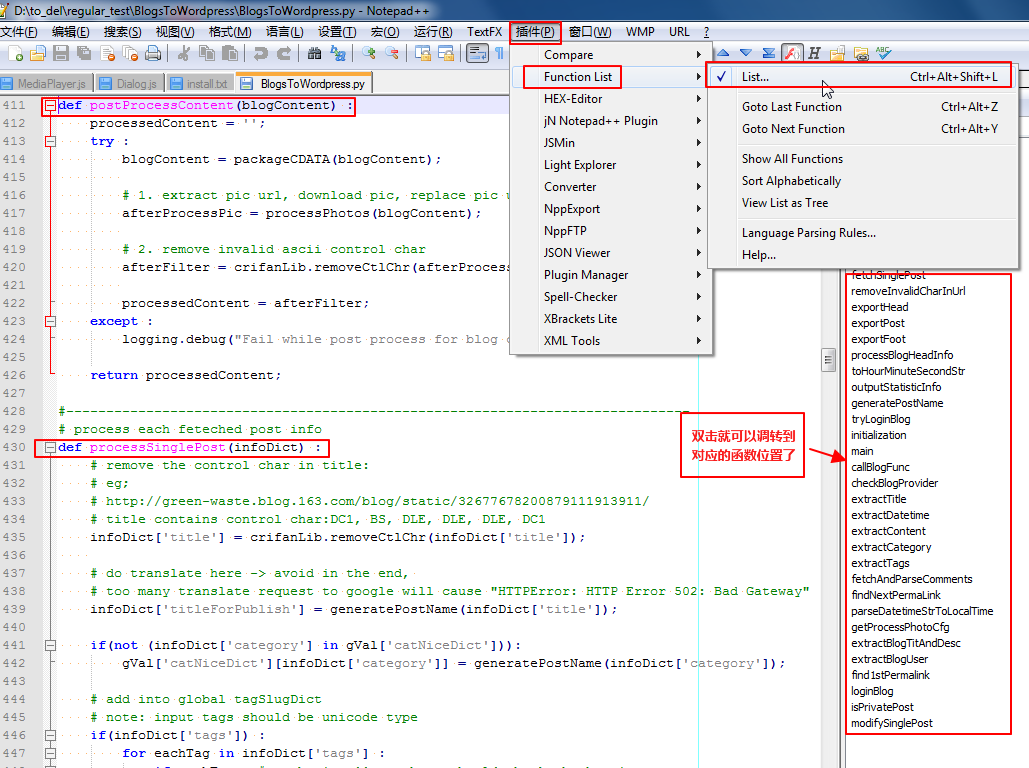 D:\to_del\regular_test\BlogsToWordpress\BlogsToWordpress.py - Notepad++
文件(F) 编辑(E) 搜索(S) 视图(V) 格式(M) 语言(L) 设置(T) 宏(O) 运行(R) TextFX 插件(P) 窗口(W) WMP URL ?
MediaPlayer.js Dialog.js install.txt BlogsToWordpress.py
Compare
Function List
HEX-Editor
jN Notepad++ Plugin
JSMin
Light Explorer
Converter
NppExport
NppFTP
JSON Viewer
Plugin Manager
Spell-Checker
XBrackets Lite
XML Tools
List... Ctrl+Alt+Shift+L
Goto Last Function Ctrl+Alt+Z
Goto Next Function Ctrl+Alt+Y
Show All Functions
Sort Alphabetically
View List as Tree
Language Parsing Rules...
Help...
411 def postProcessContent(blogContent) :
412 processedContent = '';
413 try :
414 blogContent = packageCDATA(blogContent);
415
416 # 1. extract pic url, download pic, replace pic u
417 afterProcessPic = processPhotos(blogContent);
418
419 # 2. remove invalid ascii control char
420 afterFilter = crifanLib.removeCtlChr(afterProces
421
422 processedContent = afterFilter;
423 except :
424 logging.debug("Fail while post process for blog
425
426 return processedContent;
427
428 #------------------------------------------------------------------------------
429 # process each feteched post info
430 def processSinglePost(infoDict) :
431 # remove the control char in title:
432 # eg;
433 # http://green-waste.blog.163.com/blog/static/32677678200879111913911/
434 # title contains control char:DC1, BS, DLE, DLE, DLE, DC1
435 infoDict['title'] = crifanLib.removeCtlChr(infoDict['title']);
436
437 # do translate here -> avoid in the end,
438 # too many translate request to google will cause "HTTPError: HTTP Error 502: Bad Gateway"
439 infoDict['titleForPublish'] = generatePostName(infoDict['title']);
440
441 if(not (infoDict['category'] in gVal['catNiceDict'])):
442 gVal['catNiceDict'][infoDict['category']] = generatePostName(infoDict['category']);
443
444 # add into global tagSlugDict
445 # note: input tags should be unicode type
446 if(infoDict['tags']) :
447 for eachTag in infoDict['tags'] :
双击就可以调转到
对应的函数位置了
fetchSinglePost
removeInvalidCharInUrl
exportHead
exportPost
exportFoot
processBlogHeadInfo
toHourMinuteSecondStr
outputStatisticInfo
generatePostName
tryLoginBlog
initialization
main
callBlogFunc
checkBlogProvider
extractTitle
extractDatetime
extractContent
extractCategory
extractTags
fetchAndParseComments
findNextPermaLink
parseDatetimeStrToLocalTime
getProcessPhotoCfg
extractBlogTitAndDesc
extractBlogUser
find1stPermalink
loginBlog
isPrivatePost
modifySinglePost